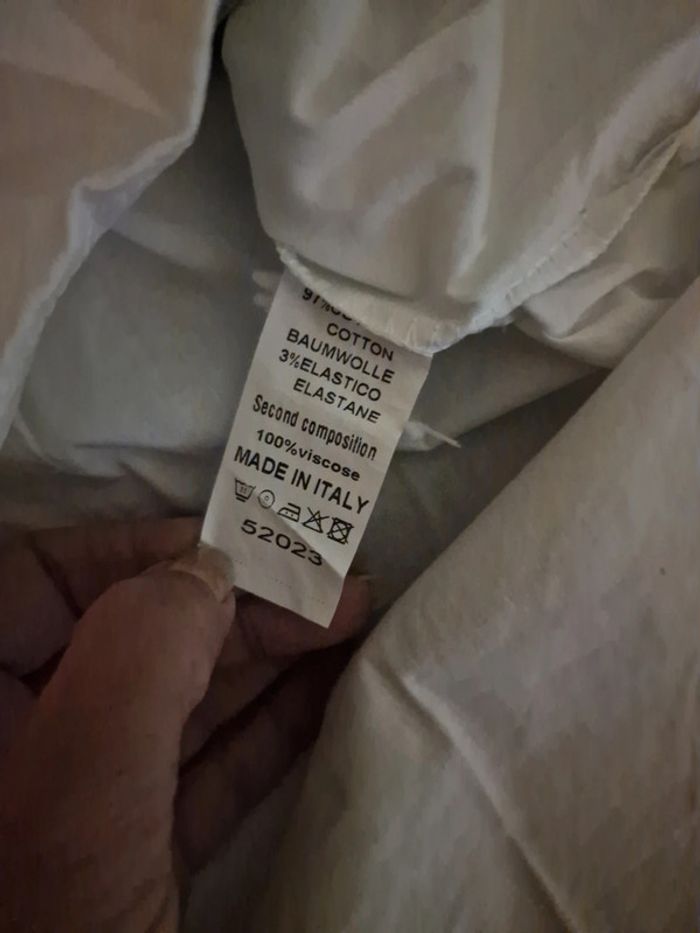 COTTON
BAUMWOLLE
3%ELASTICO
ELASTANE
Second composition
100%viscose
MADE IN ITALY
52023